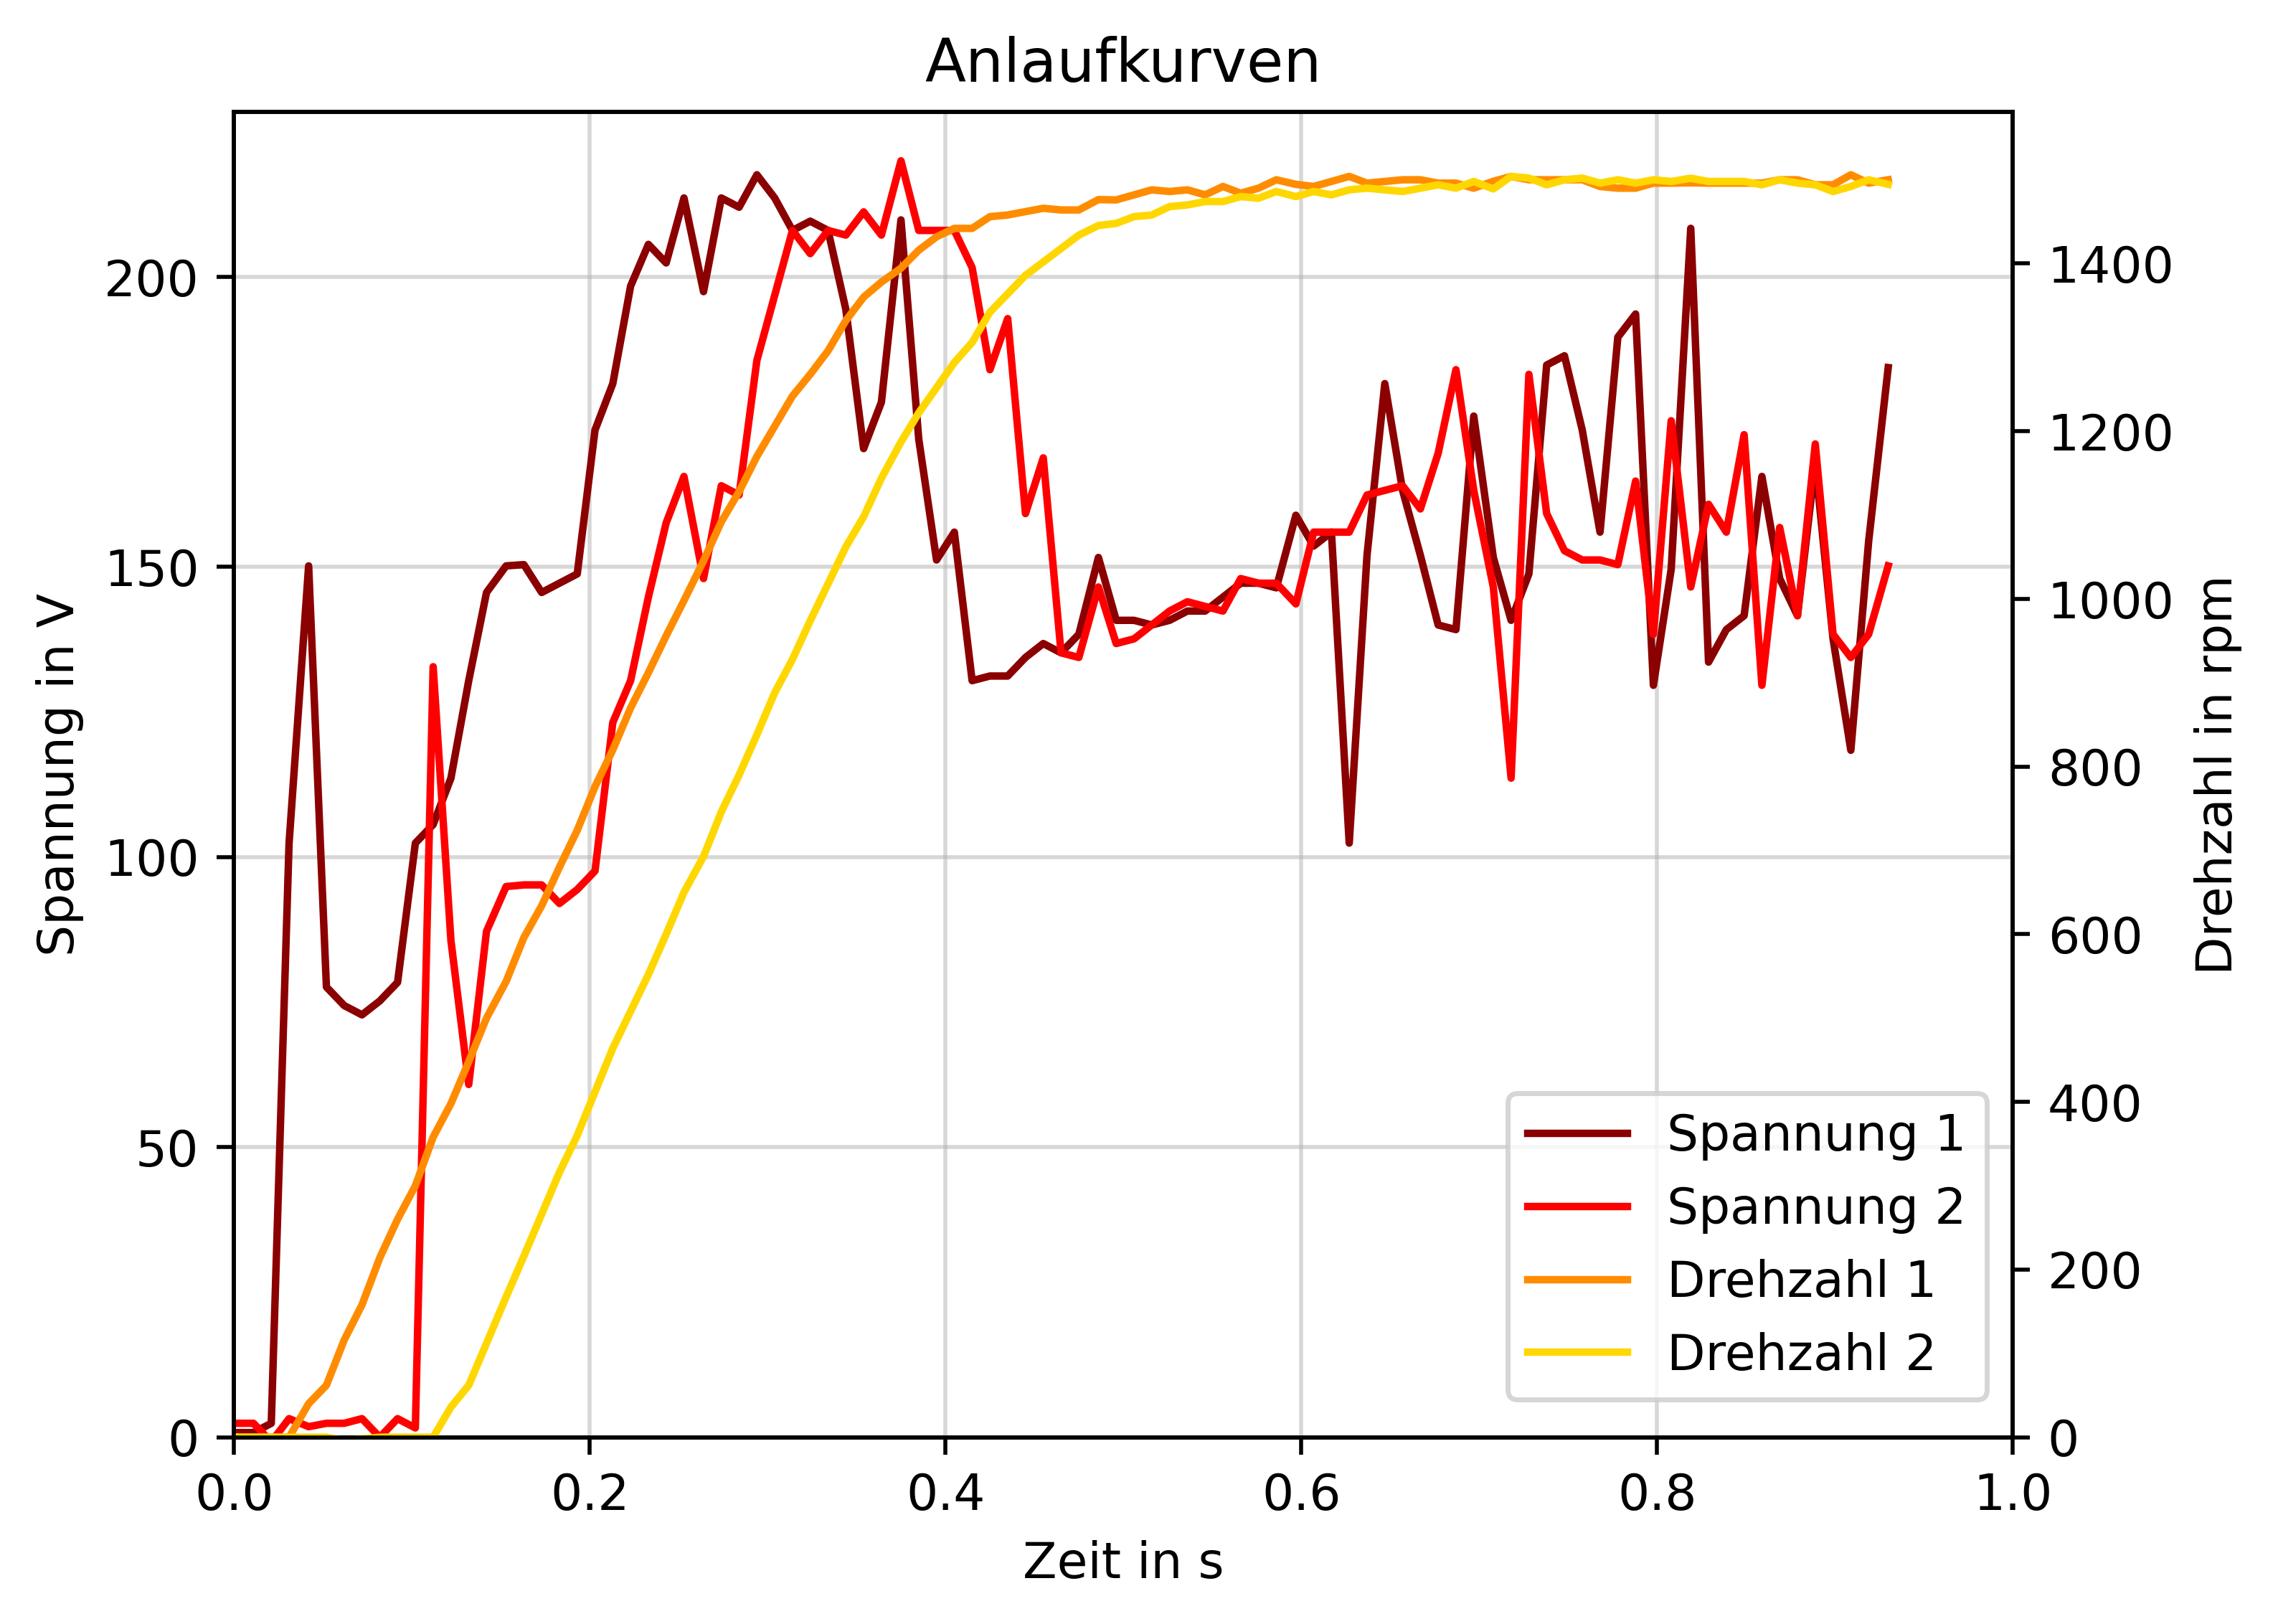 Anlaufkurven
Spannung in V
200
150
100
50
0
0.0 0.2 0.4 0.6 0.8 1.0
Zeit in s
1400
1200
1000
800
600
400
200
0
Drehzahl in rpm
Spannung 1
Spannung 2
Drehzahl 1
Drehzahl 2